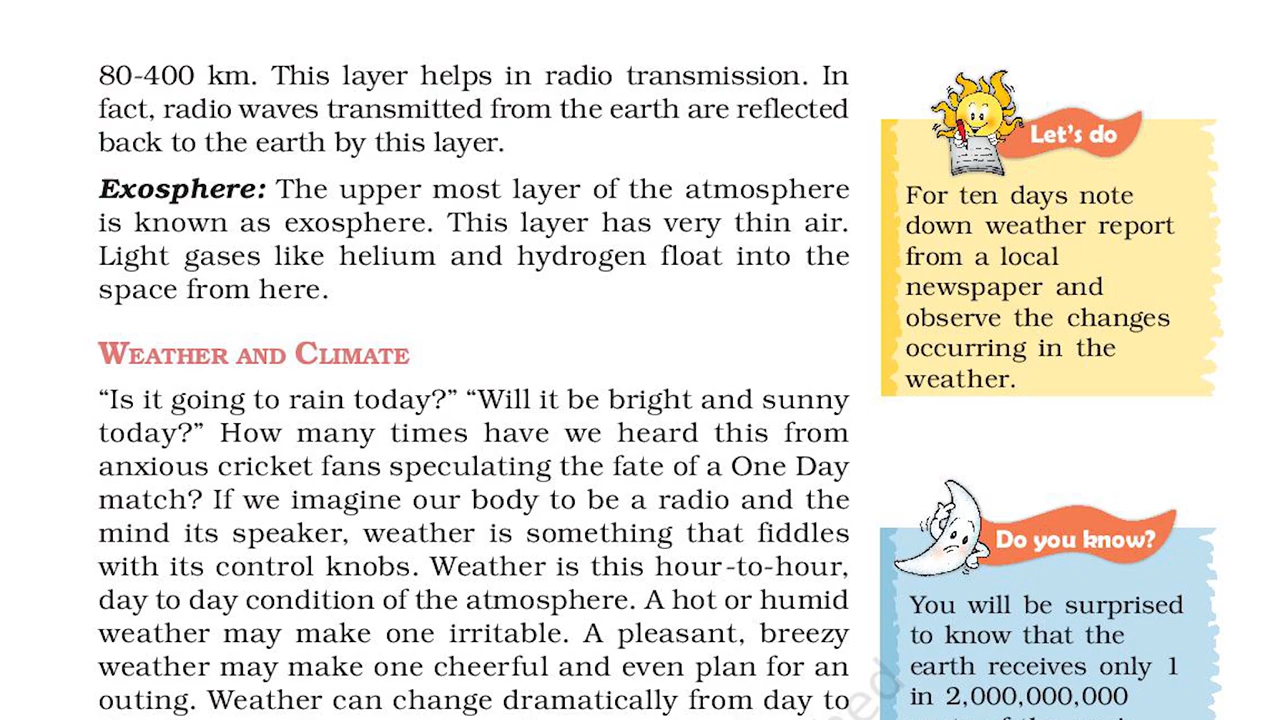 80-400 km. This layer helps in radio transmission. In
fact, radio waves transmitted from the earth are reflected
back to the earth by this layer.
Exosphere: The upper most layer of the atmosphere
is known as exosphere. This layer has very thin air.
Light gases like helium and hydrogen float into the
space from here.
WEATHER AND CLIMATE
“Is it going to rain today?” “Will it be bright and sunny
today?” How many times have we heard this from
anxious cricket fans speculating the fate of a One Day
match? If we imagine our body to be a radio and the
mind its speaker, weather is something that fiddles
with its control knobs. Weather is this hour-to-hour,
day to day condition of the atmosphere. A hot or humid
weather may make one irritable. A pleasant, breezy
weather may make one cheerful and even plan for an
outing. Weather can change dramatically from day to
Let’s do
For ten days note
down weather report
from a local
newspaper and
observe the changes
occurring in the
weather.
Do you know?
You will be surprised
to know that the
earth receives only 1
in 2,000,000,000